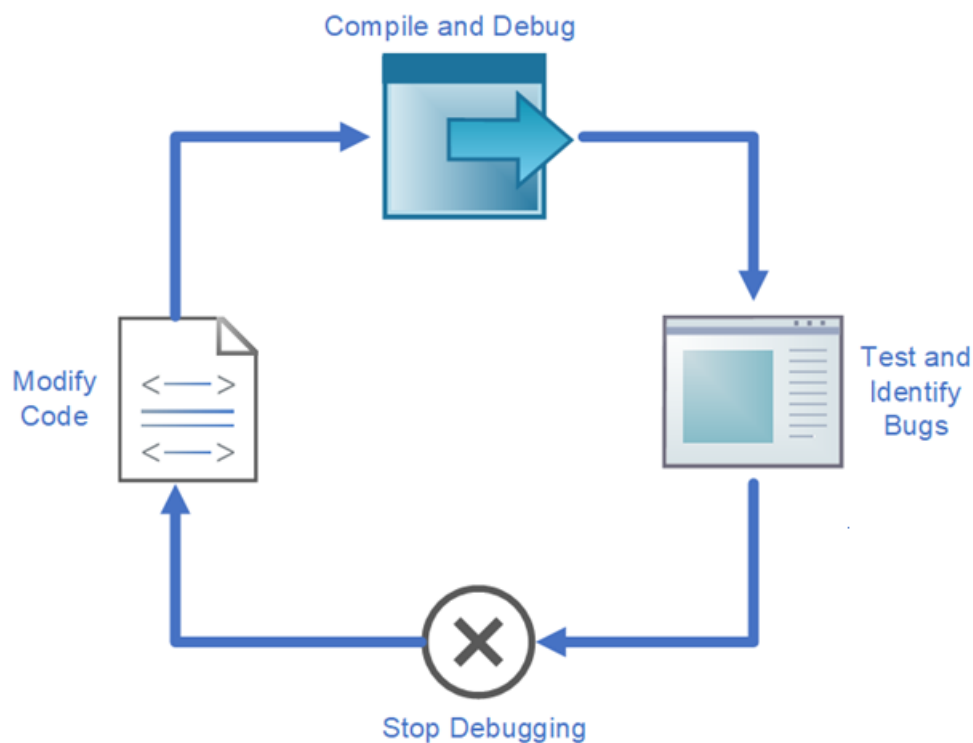 Compile and Debug
Modify
Code
Test and
Identify
Bugs
Stop Debugging